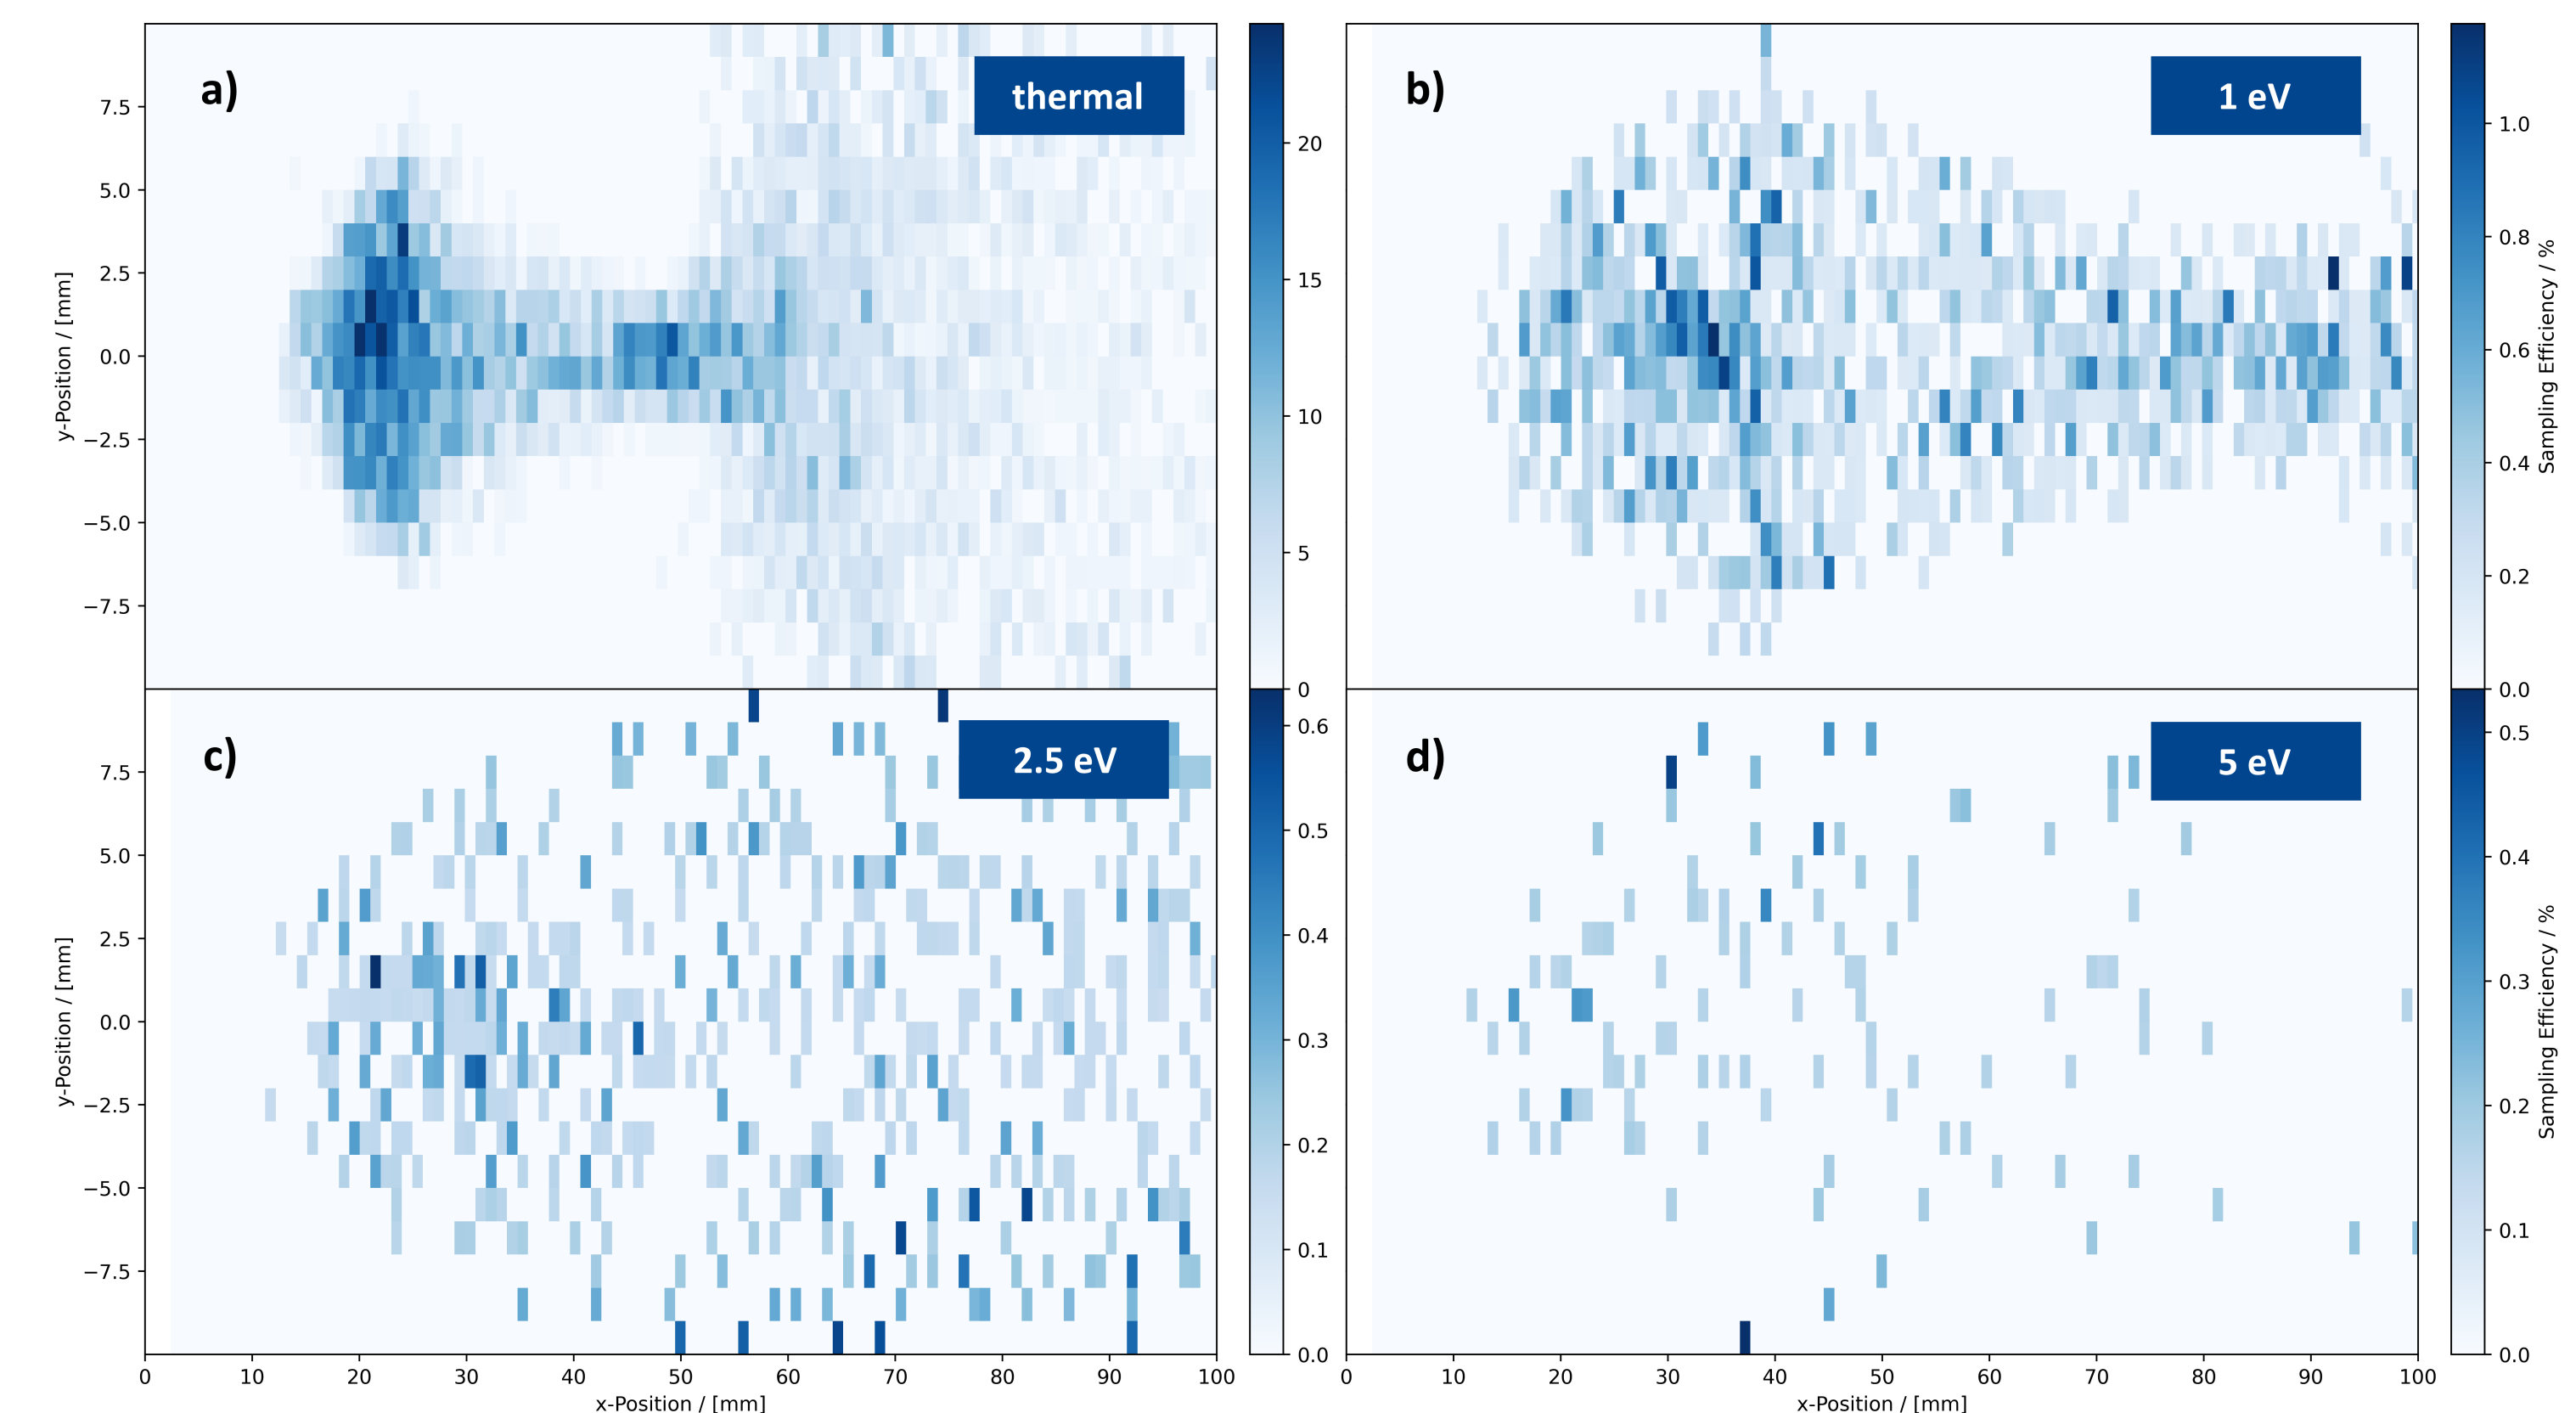 a)
thermal
7.5
5.0
2.5
0.0
−2.5
−5.0
−7.5
y-Position / [mm]
20
15
10
5
0
b)
1 eV
1.0
0.8
0.6
0.4
0.2
0.0
Sampling Efficiency / %
c)
2.5 eV
7.5
5.0
2.5
0.0
−2.5
−5.0
−7.5
y-Position / [mm]
0 10 20 30 40 50 60 70 80 90 100
x-Position / [mm]
0.6
0.5
0.4
0.3
0.2
0.1
0.0
d)
5 eV
0 10 20 30 40 50 60 70 80 90 100
x-Position / [mm]
0.5
0.4
0.3
0.2
0.1
0.0
Sampling Efficiency / %